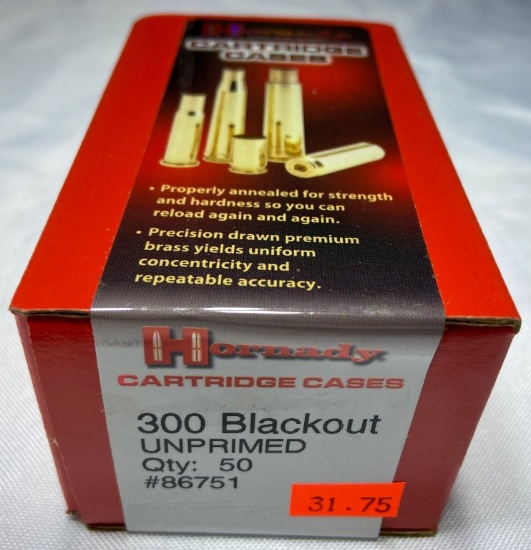 Hornady
CARTRIDGE
CASES
• Properly annealed for strength
and hardness so you can
reload again and again.
• Precision drawn premium
brass yields uniform
concentricity and
repeatable accuracy.
Hornady
CARTRIDGE CASES
300 Blackout
UNPRIMED
Qty: 50
#86751
31.75